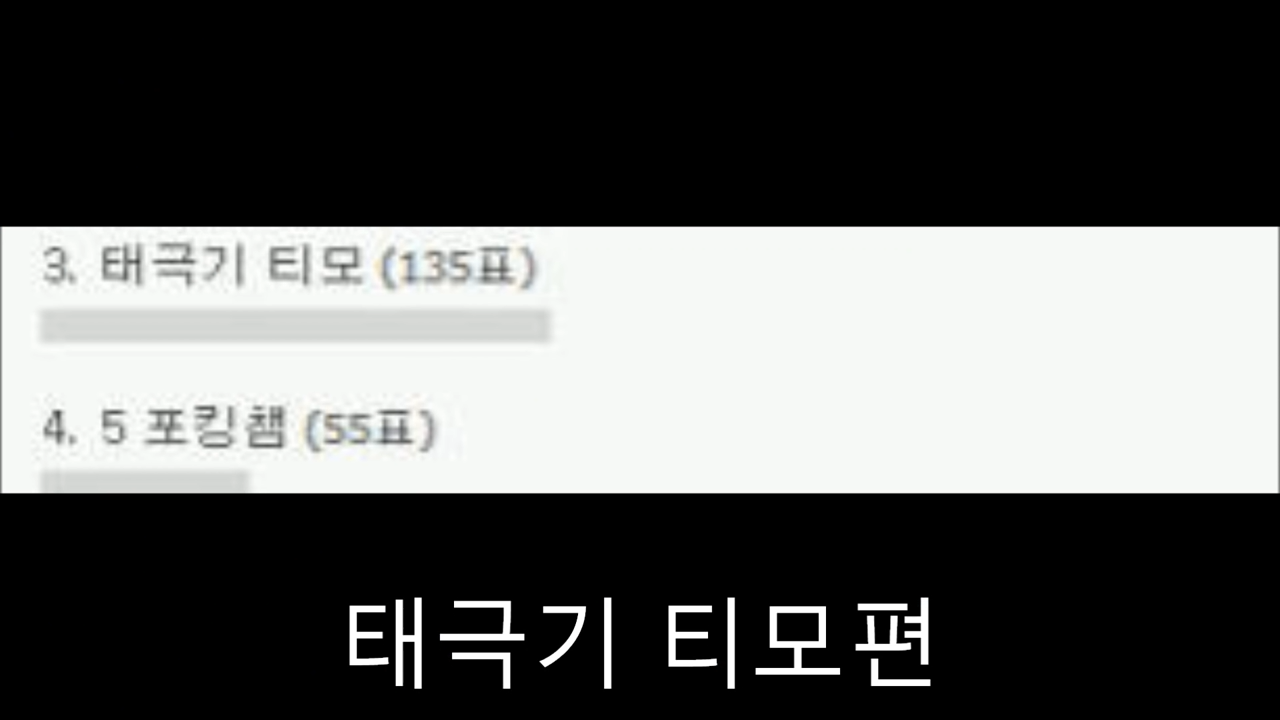 3. 태극기 티모 (135표)
4. 5 포킹챔 (55표)
태극기 티모편